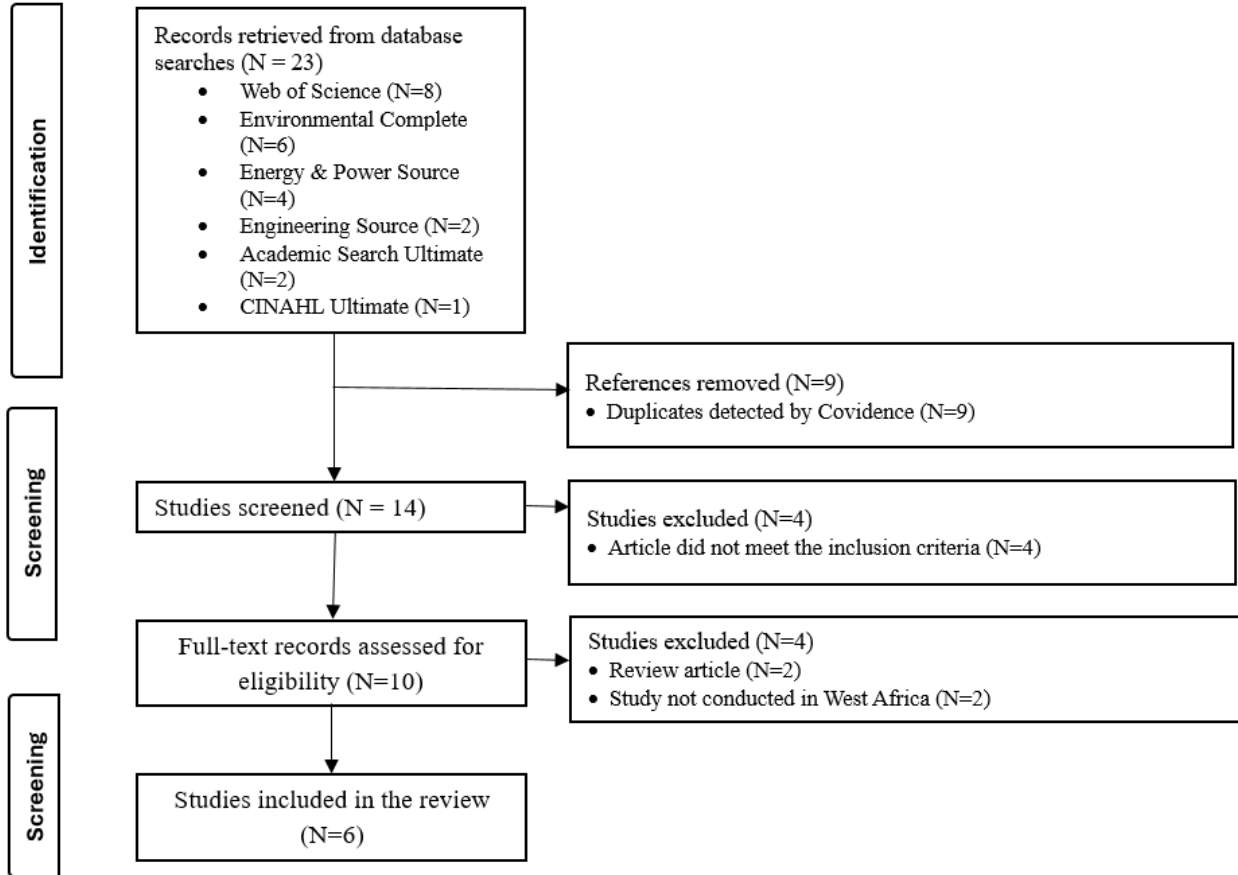 Identification
Records retrieved from database
searches (N = 23)
• Web of Science (N=8)
• Environmental Complete
(N=6)
• Energy & Power Source
(N=4)
• Engineering Source (N=2)
• Academic Search Ultimate
(N=2)
• CINAHL Ultimate (N=1)
References removed (N=9)
• Duplicates detected by Covidence (N=9)
Screening
Studies screened (N = 14)
Studies excluded (N=4)
• Article did not meet the inclusion criteria (N=4)
Full-text records assessed for
eligibility (N=10)
Studies excluded (N=4)
• Review article (N=2)
• Study not conducted in West Africa (N=2)
Screening
Studies included in the review
(N=6)